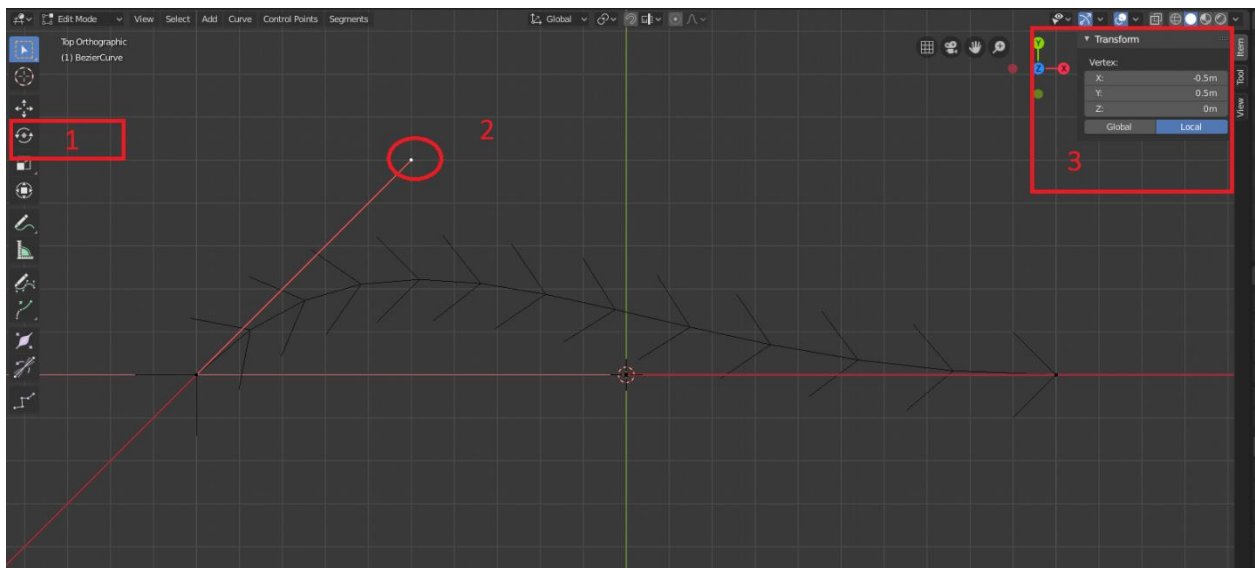 Edit Mode View Select Add Curve Control Points Segments Global
Top Orthographic
(1) BezierCurve
Y
Z X
Transform
Vertex:
X: -0.5m
Y: 0.5m
Z: 0m
Global Local
Item
Tool
View
1
2
3